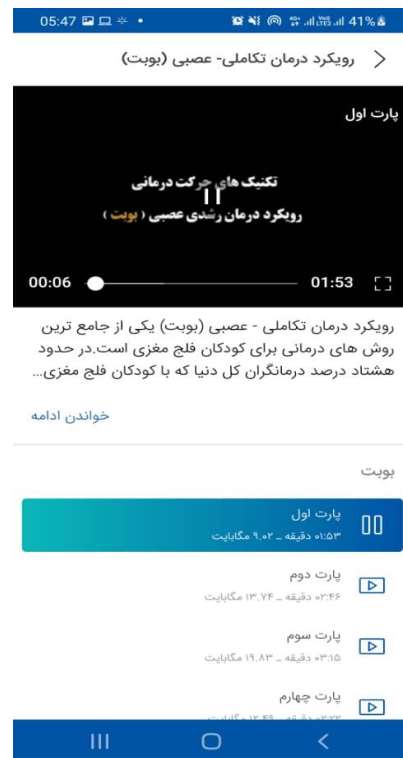 05:47
41%
رویکرد درمان تکاملی- عصبی (بوبت)
پارت اول
تکنیک های حرکت درمانی
رویکرد درمان رشدی عصبی ( بوبت )
00:06
01:53
رویکرد درمان تکاملی - عصبی (بوبت) یکی از جامع ترین
روش های درمانی برای کودکان فلج مغزی است.در حدود
هشتاد درصد درمانگران کل دنیا که با کودکان فلج مغزی...
خواندن ادامه
بوبت
پارت اول
۰۱:۵۳ دقیقه _ ۹.۰۲ مگابایت
پارت دوم
۰۲:۴۶ دقیقه _ ۱۳.۷۴ مگابایت
پارت سوم
۰۳:۱۵ دقیقه _ ۱۹.۸۳ مگابایت
پارت چهارم